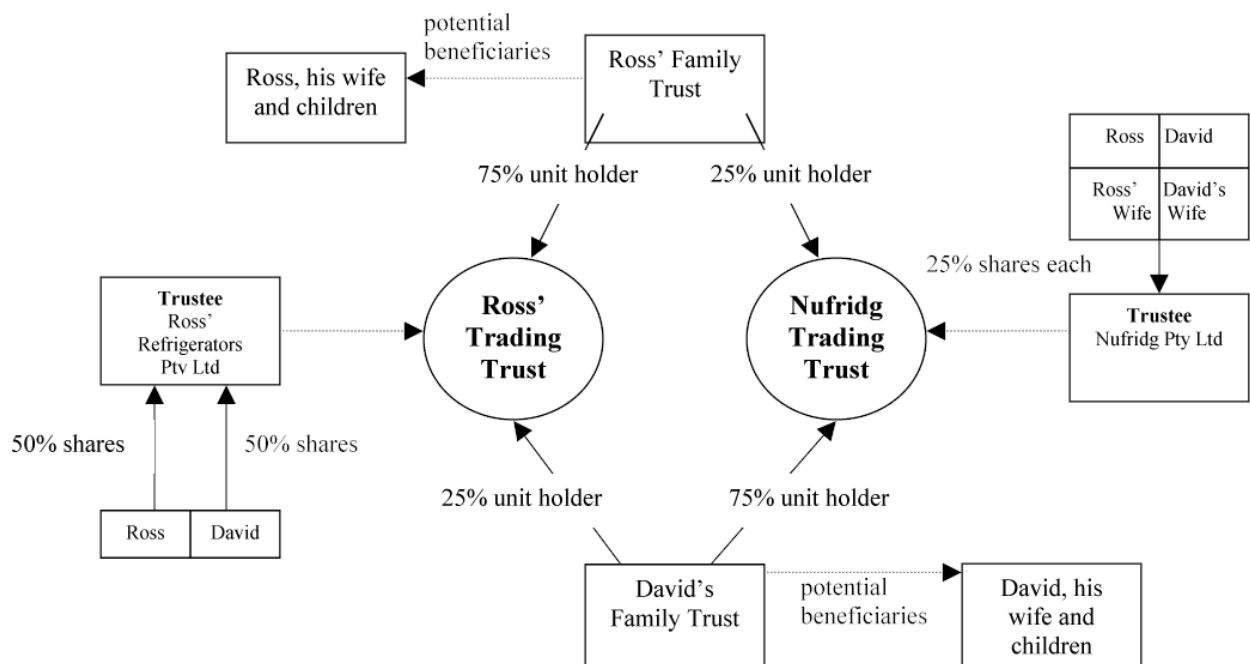 potential
beneficiaries
Ross, his wife
and children
Ross’ Family
Trust
75% unit holder
25% unit holder
Ross
David
Ross’
Wife
David’s
Wife
25% shares each
Trustee
Ross’
Refrigerators
Ptv Ltd
Ross’
Trading
Trust
Nufridg
Trading
Trust
Trustee
Nufridg Pty Ltd
50% shares
50% shares
25% unit holder
75% unit holder
Ross
David
David’s
Family Trust
potential
beneficiaries
David, his
wife and
children